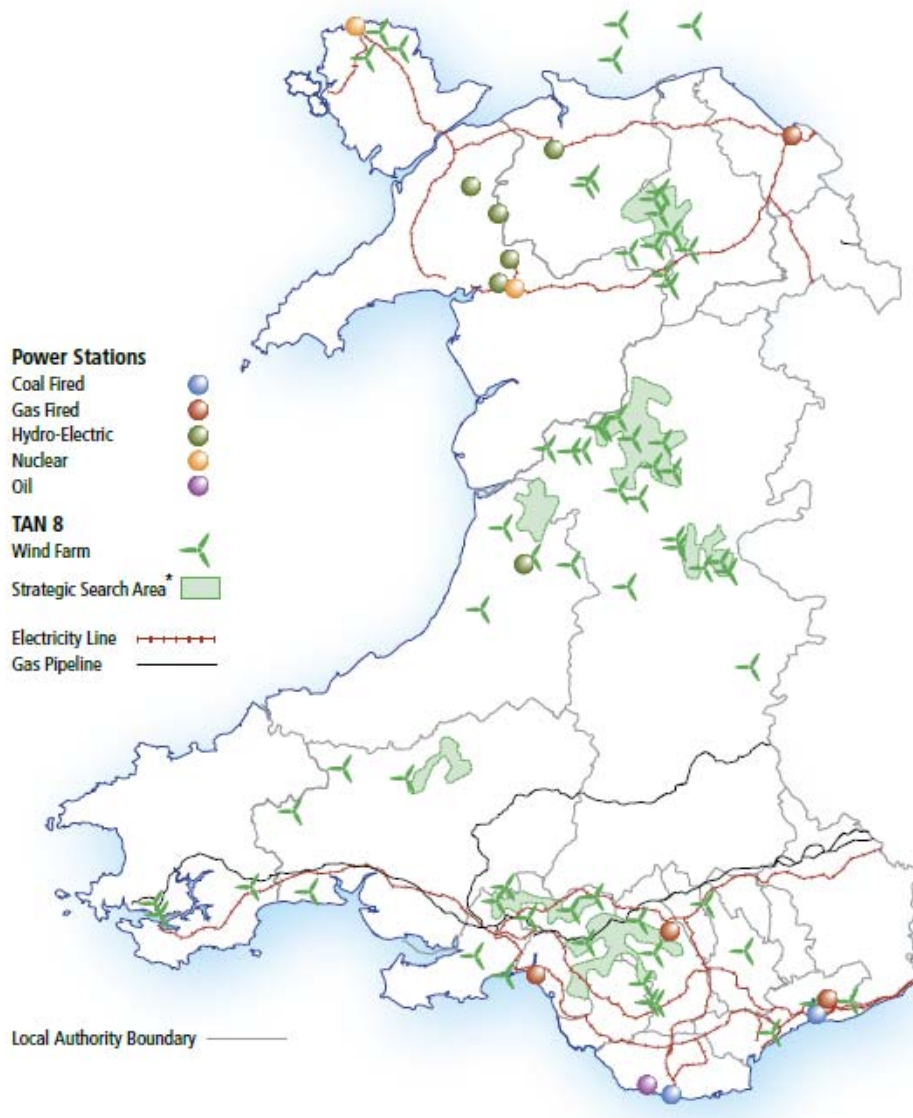 Power Stations
Coal Fired
Gas Fired
Hydro-Electric
Nuclear
Oil
TAN 8
Wind Farm
Strategic Search Area*
Electricity Line
Gas Pipeline
Local Authority Boundary